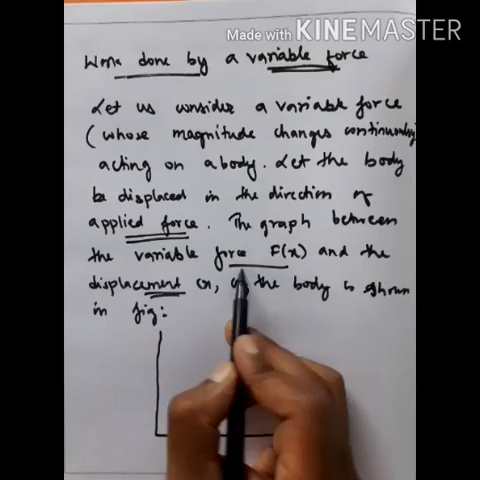 Made with KINEMASTER
Work done by a variable force
Let us consider a variable force
(whose magnitude changes continuously
acting on a body. Let the body
be displaced in the direction of
applied force. The graph between
the variable force F(x) and the
displacement (x, the body is shown
in fig: